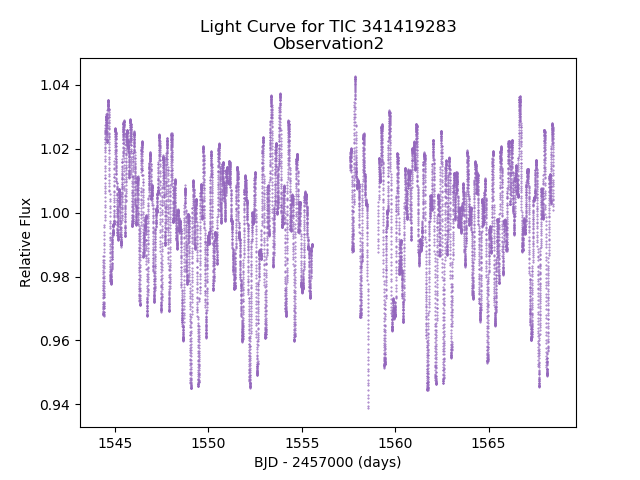 Light Curve for TIC 341419283
Observation2
1.04
1.02
1.00
0.98
0.96
0.94
Relative Flux
1545
1550
1555
1560
1565
BJD - 2457000 (days)